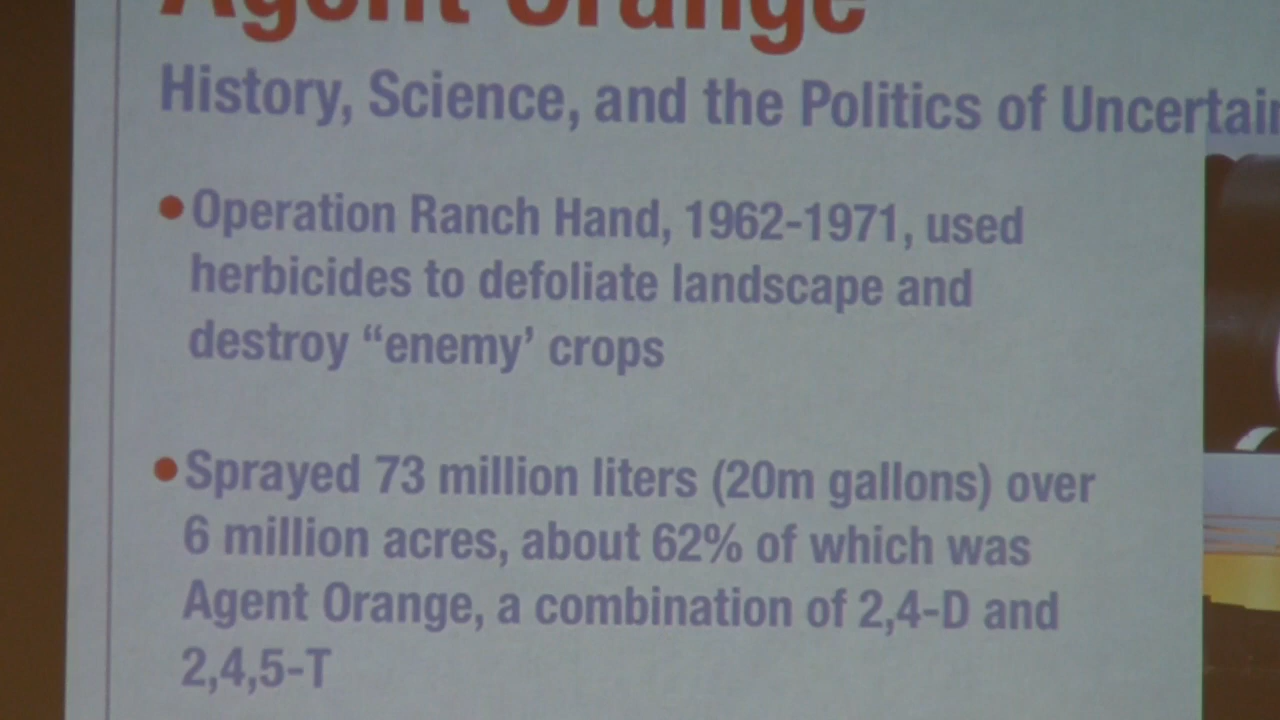 Agent Orange
History, Science, and the Politics of
• Operation Ranch Hand, 1962-1971, used
herbicides to defoliate landscape and
destroy “enemy’ crops
• Sprayed 73 million liters (20m gallons) over
6 million acres, about 62% of which was
Agent Orange, a combination of 2,4-D and
2,4,5-T